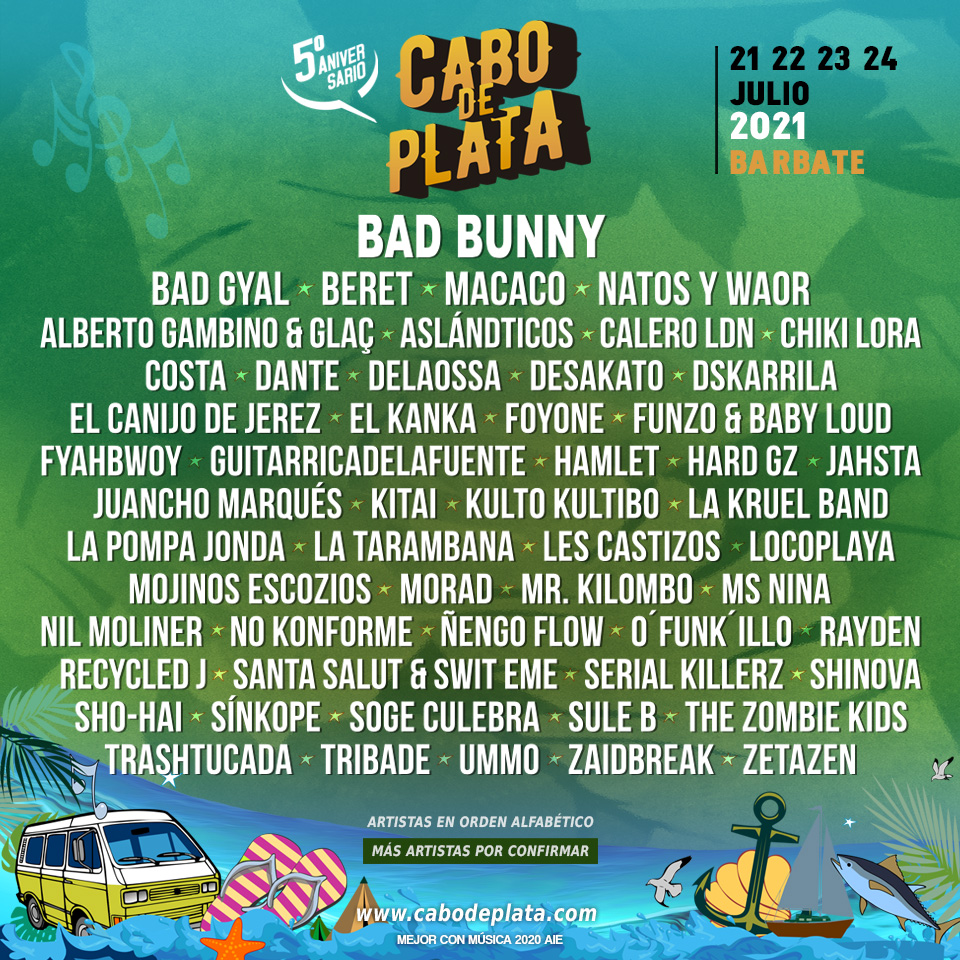 5º ANIVER
SARIO
CABO
DE
PLATA
21 22 23 24
JULIO
2021
BARBATE
BAD BUNNY
BAD GYAL ★ BERET ★ MACACO ★ NATOS Y WAOR
ALBERTO GAMBINO & GLAÇ ★ ASLÁNDTICOS ★ CALERO LDN ★ CHIKI LORA
COSTA ★ DANTE ★ DELAOSSA ★ DESAKATO ★ DSKARRILA
EL CANIJO DE JEREZ ★ EL KANKA ★ FOYONE ★ FUNZO & BABY LOUD
FYAHBWOY ★ GUITARRICADELAFUENTE ★ HAMLET ★ HARD GZ ★ JAHSTA
JUANCHO MARQUÉS ★ KITAI ★ KULTO KULTIBO ★ LA KRUEL BAND
LA POMPA JONDA ★ LA TARAMBANA ★ LES CASTIZOS ★ LOCOPLAYA
MOJINOS ESCOZIOS ★ MORAD ★ MR. KILOMBO ★ MS NINA
NIL MOLINER ★ NO KONFORME ★ ÑENGO FLOW ★ O´FUNK´ILLO ★ RAYDEN
RECYCLED J ★ SANTA SALUT & SWIT EME ★ SERIAL KILLERZ ★ SHINOVA
SHO-HAI ★ SÍNKOPE ★ SOGE CULEBRA ★ SULE B ★ THE ZOMBIE KIDS
TRASHTUCADA ★ TRIBADE ★ UMMO ★ ZAIDBREAK ★ ZETAZEN
ARTISTAS EN ORDEN ALFABÉTICO
MÁS ARTISTAS POR CONFIRMAR
www.cabodeplata.com
MEJOR CON MÚSICA 2020 AIE